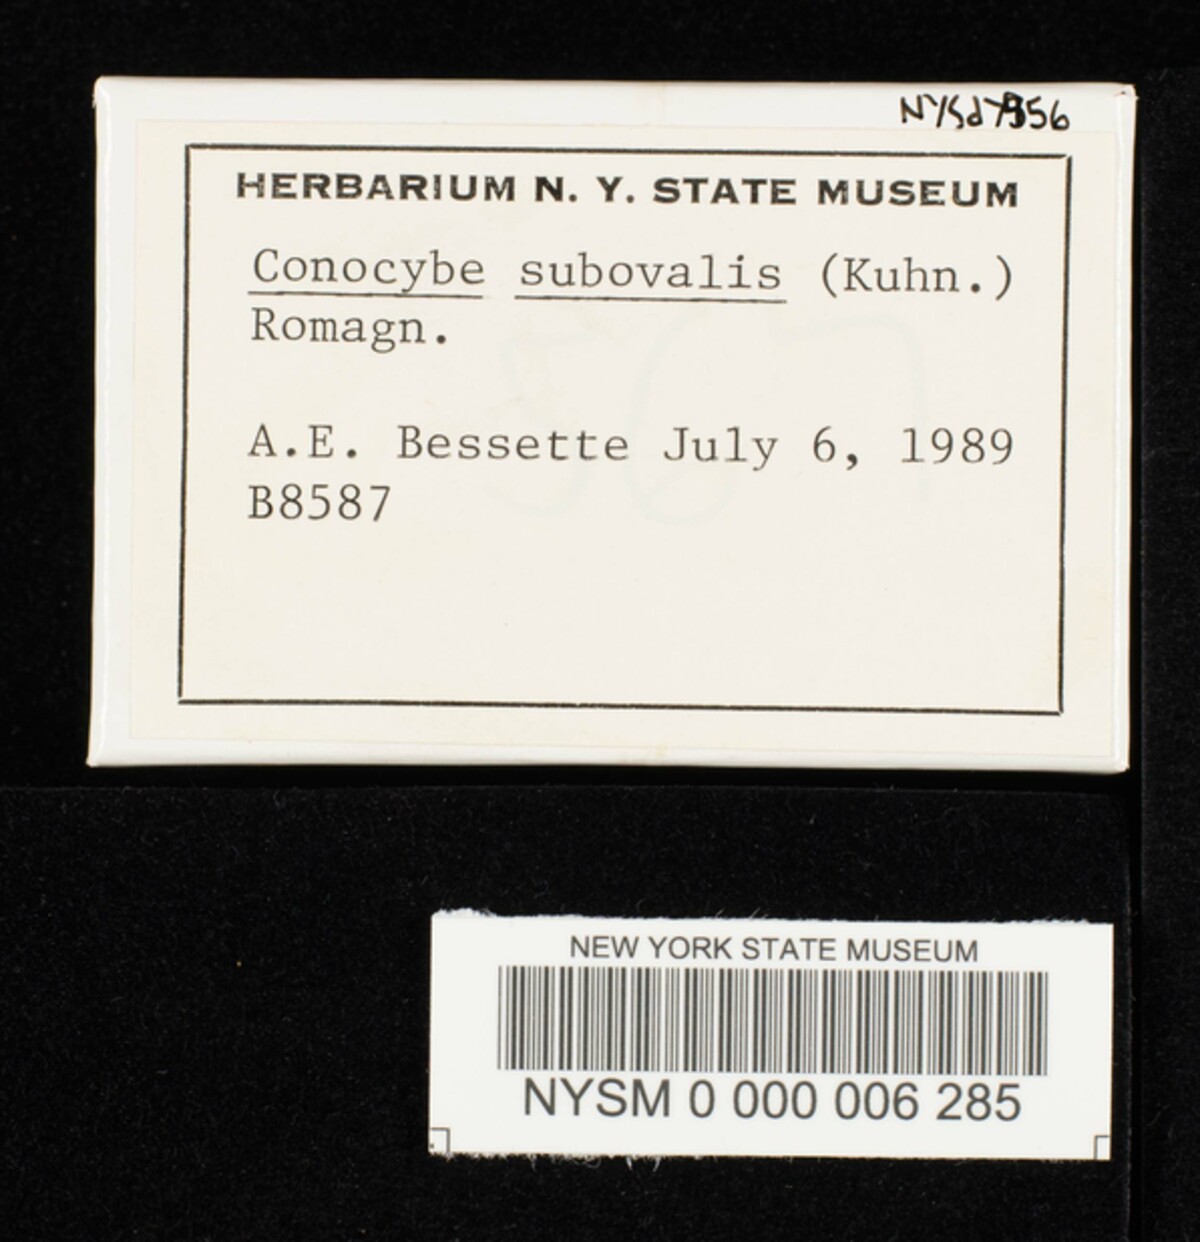 HERBARIUM N. Y. STATE MUSEUM
Conocybe subovalis (Kuhn.)
Romagn.
A.E. Bessette July 6, 1989
B8587
NEW YORK STATE MUSEUM
NYSM 0 000 006 285